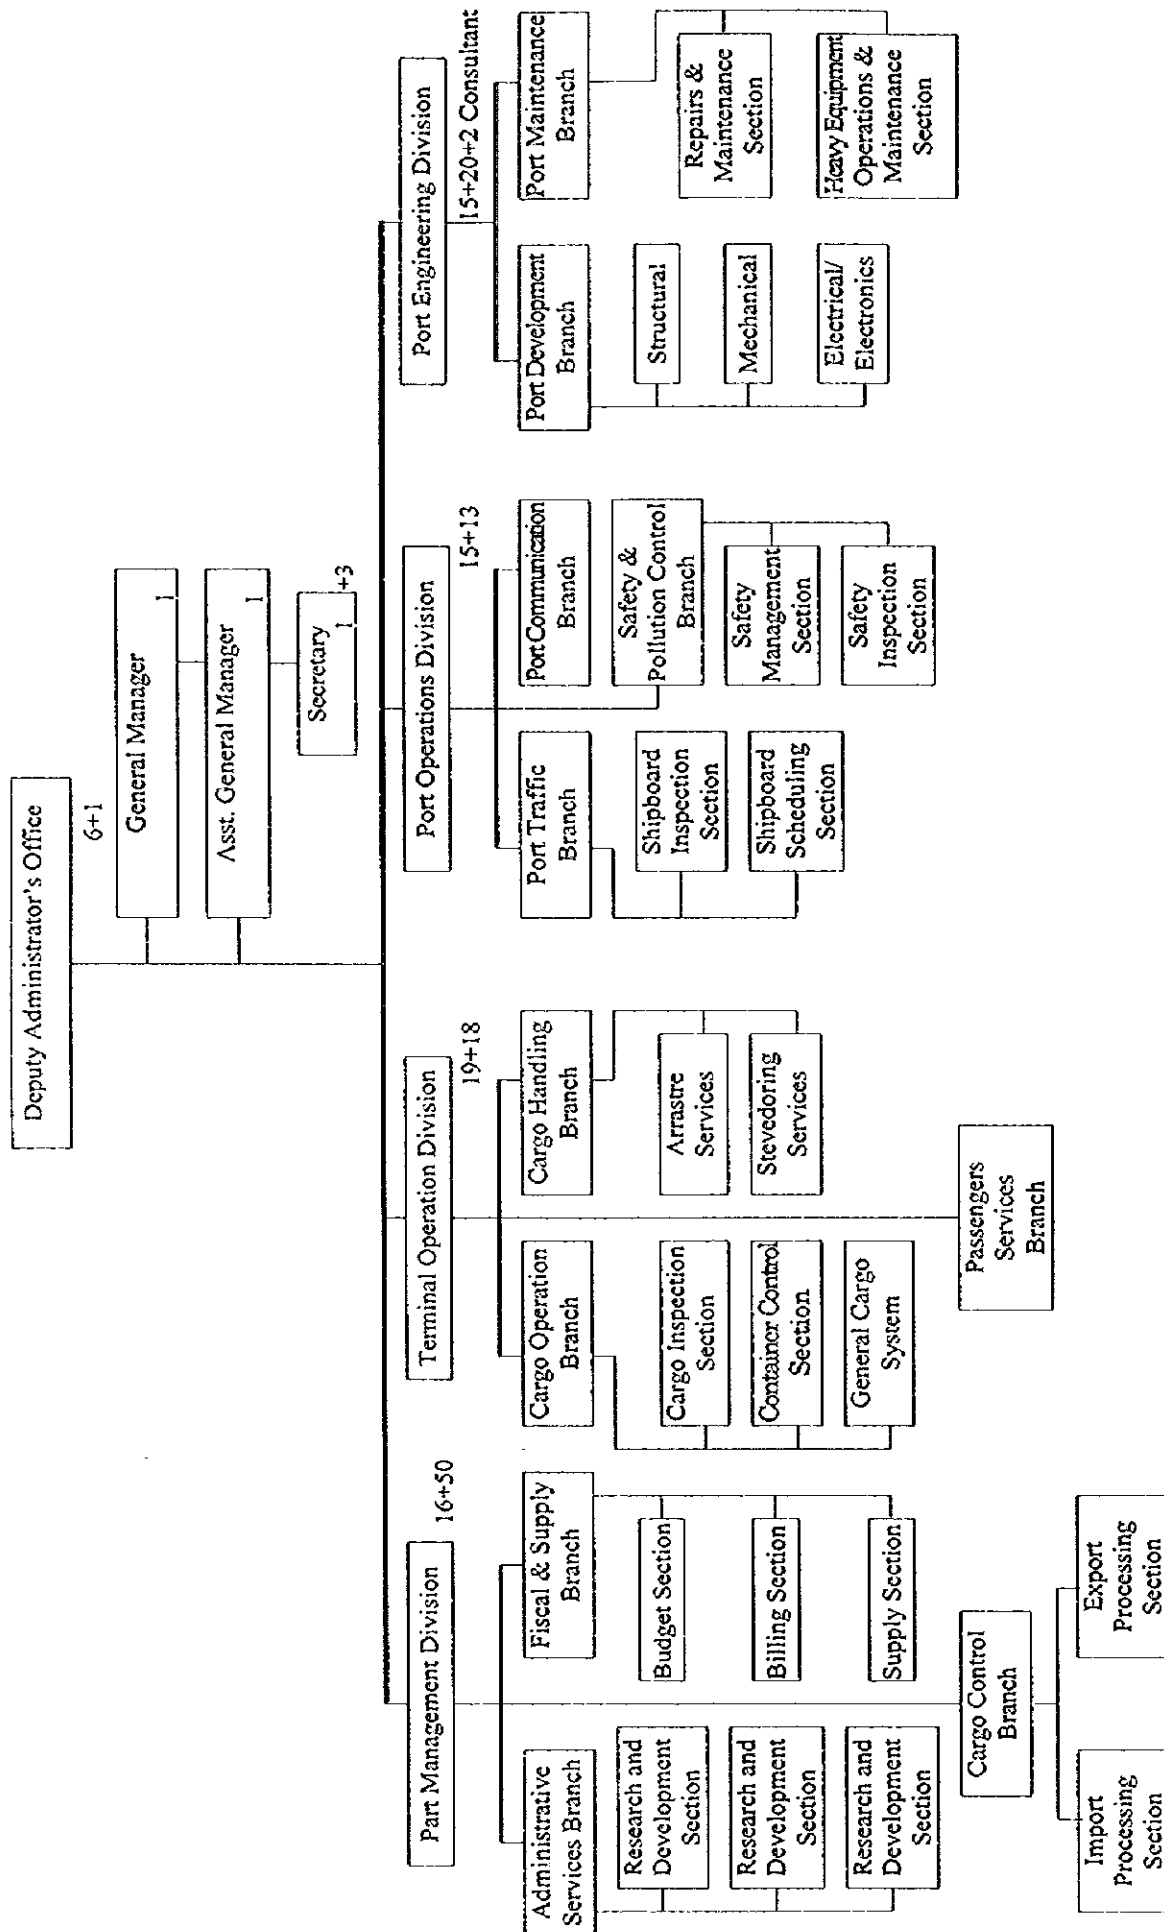 Deputy Administrator's Office
6+1
General Manager
1
Asst. General Manager
1
Secretary
1
+3
Part Management Division
16+50
Terminal Operation Division
19+18
Port Operations Division
15+13
Port Engineering Division
15+20+2 Consultant
Administrative
Services Branch
Research and
Development
Section
Research and
Development
Section
Research and
Development
Section
Fiscal & Supply
Branch
Budget Section
Billing Section
Supply Section
Cargo Control
Branch
Import
Processing
Section
Export
Processing
Section
Cargo Operation
Branch
Cargo Inspection
Section
Container Control
Section
General Cargo
System
Cargo Handling
Branch
Arrastre
Services
Stevedoring
Services
Passengers
Services
Branch
Port Traffic
Branch
Shipboard
Inspection
Section
Shipboard
Scheduling
Section
Port Communication
Branch
Safety &
Pollution Control
Branch
Safety
Management
Section
Safety
Inspection
Section
Port Development
Branch
Structural
Mechanical
Electrical/
Electronics
Port Maintenance
Branch
Repairs &
Maintenance
Section
Heavy Equipment
Operations &
Maintenance
Section